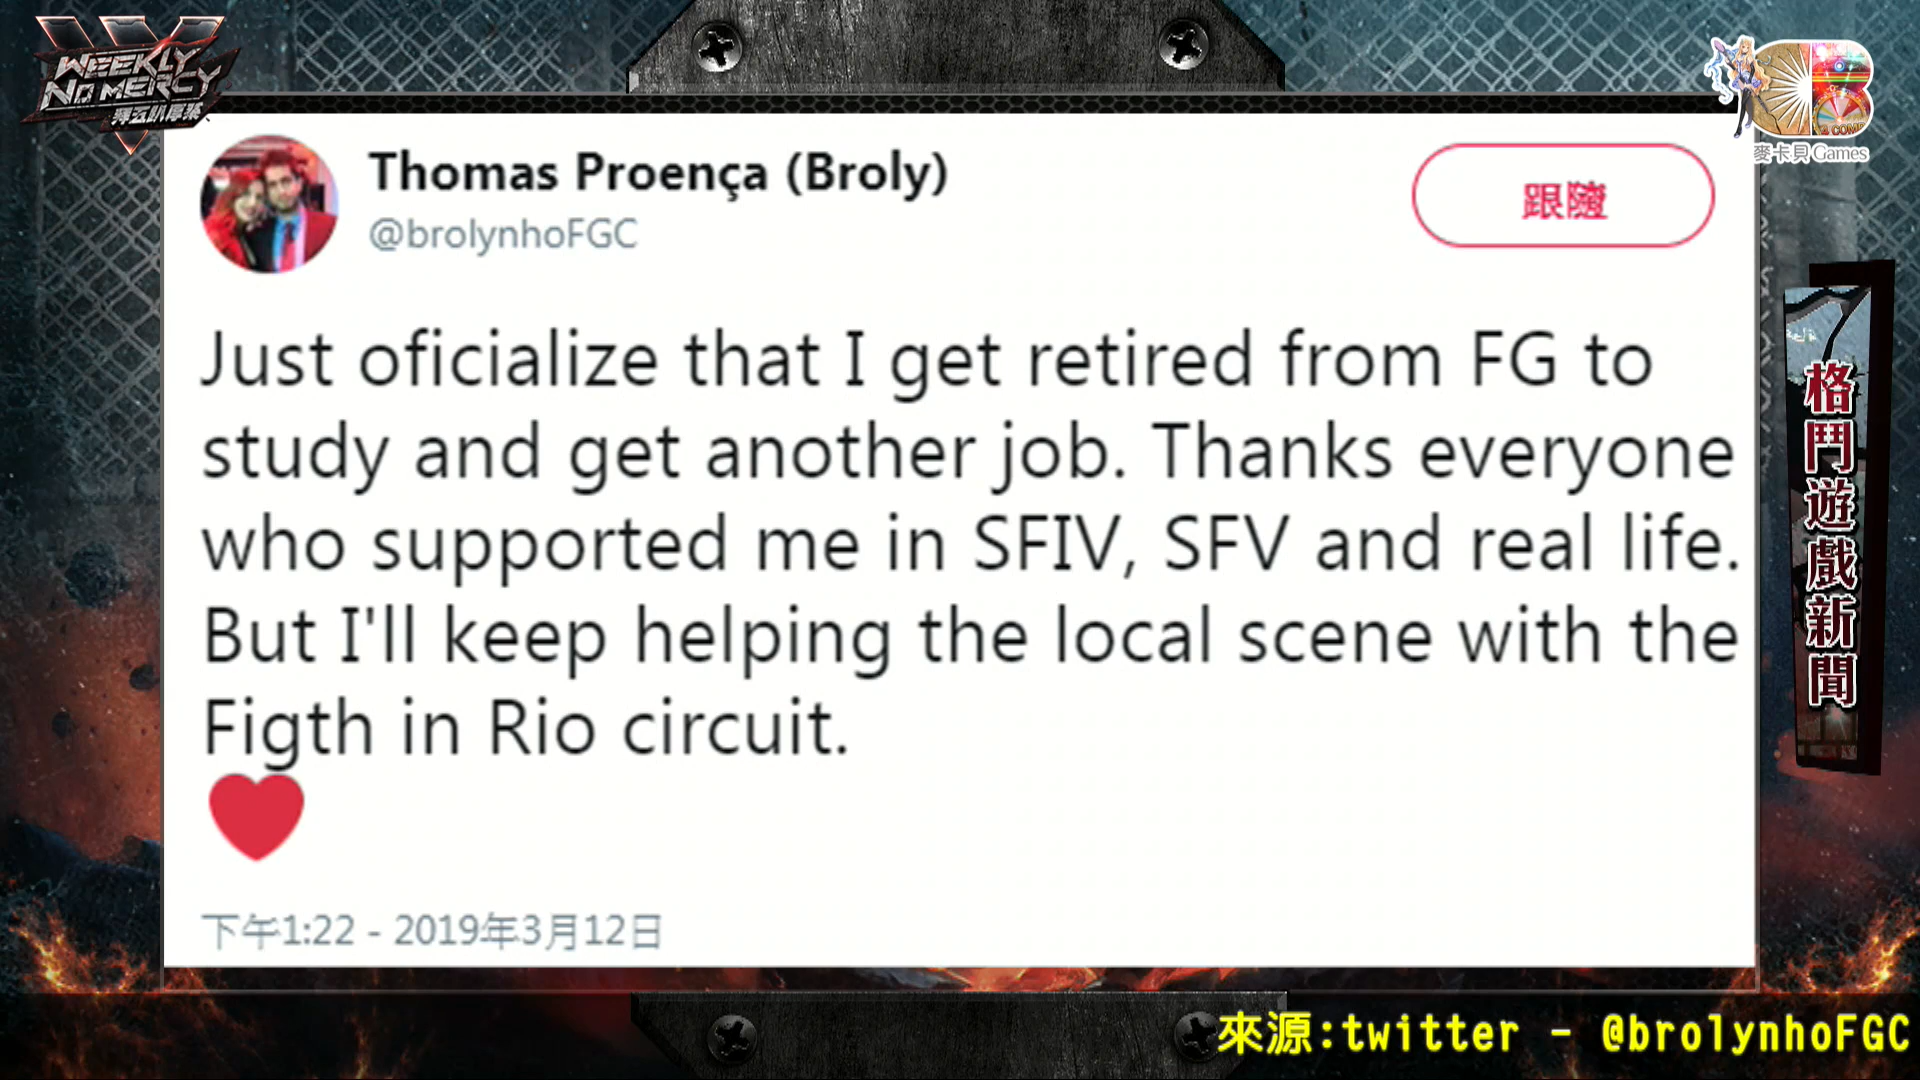 WEEKLY
NO MERCY
Thomas Proença (Broly)
@brolynhoFGC
跟隨
麥卡貝Games
Just oficialize that I get retired from FG to
study and get another job. Thanks everyone
who supported me in SFIV, SFV and real life.
But I'll keep helping the local scene with the
Figth in Rio circuit.
下午1:22 - 2019年3月12日
格鬥遊戲新聞
來源:twitter - @brolynhoFGC